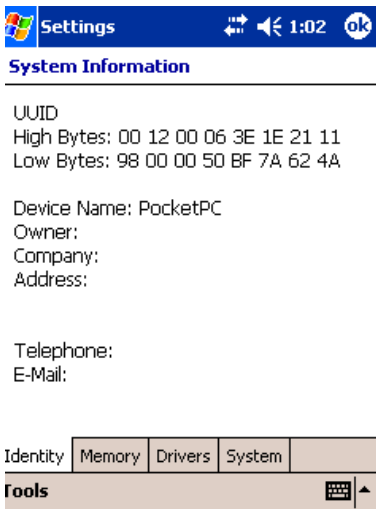 Settings 1:02 ok
System Information
UUID
High Bytes: 00 12 00 06 3E 1E 21 11
Low Bytes: 98 00 00 50 BF 7A 62 4A
Device Name: PocketPC
Owner:
Company:
Address:
Telephone:
E-Mail:
Identity Memory Drivers System
Tools